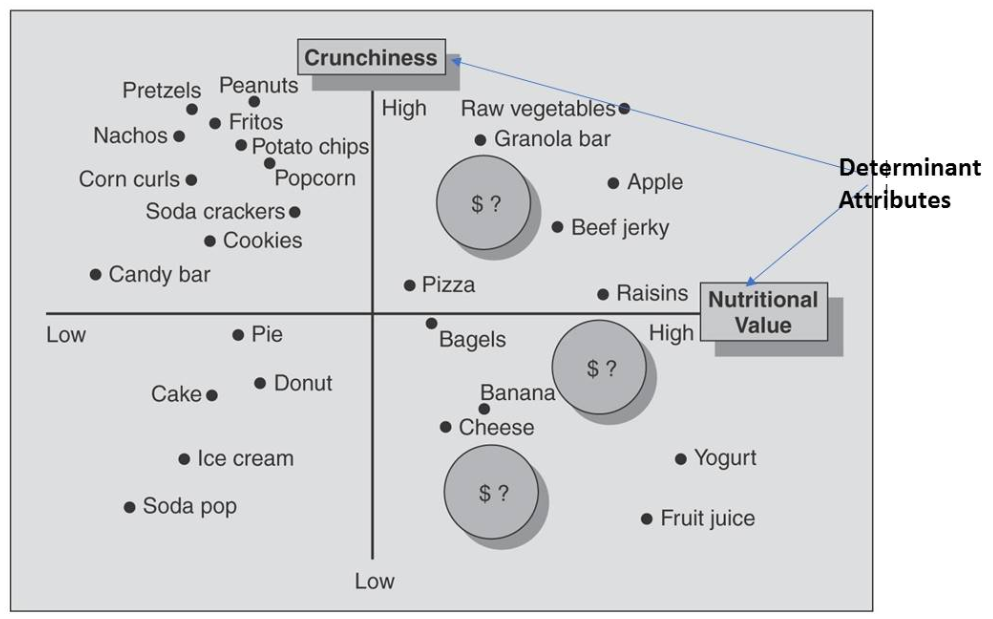 Crunchiness
Pretzels
Peanuts
High
Raw vegetables
Nachos
Fritos
Granola bar
Potato chips
Determinant
Attributes
Corn curls
Popcorn
Apple
$ ?
Soda crackers
Beef jerky
Cookies
Candy bar
Pizza
Raisins
Nutritional
Value
Low
Pie
Bagels
High
$ ?
Donut
Cake
Banana
Cheese
Ice cream
Yogurt
$ ?
Soda pop
Fruit juice
Low